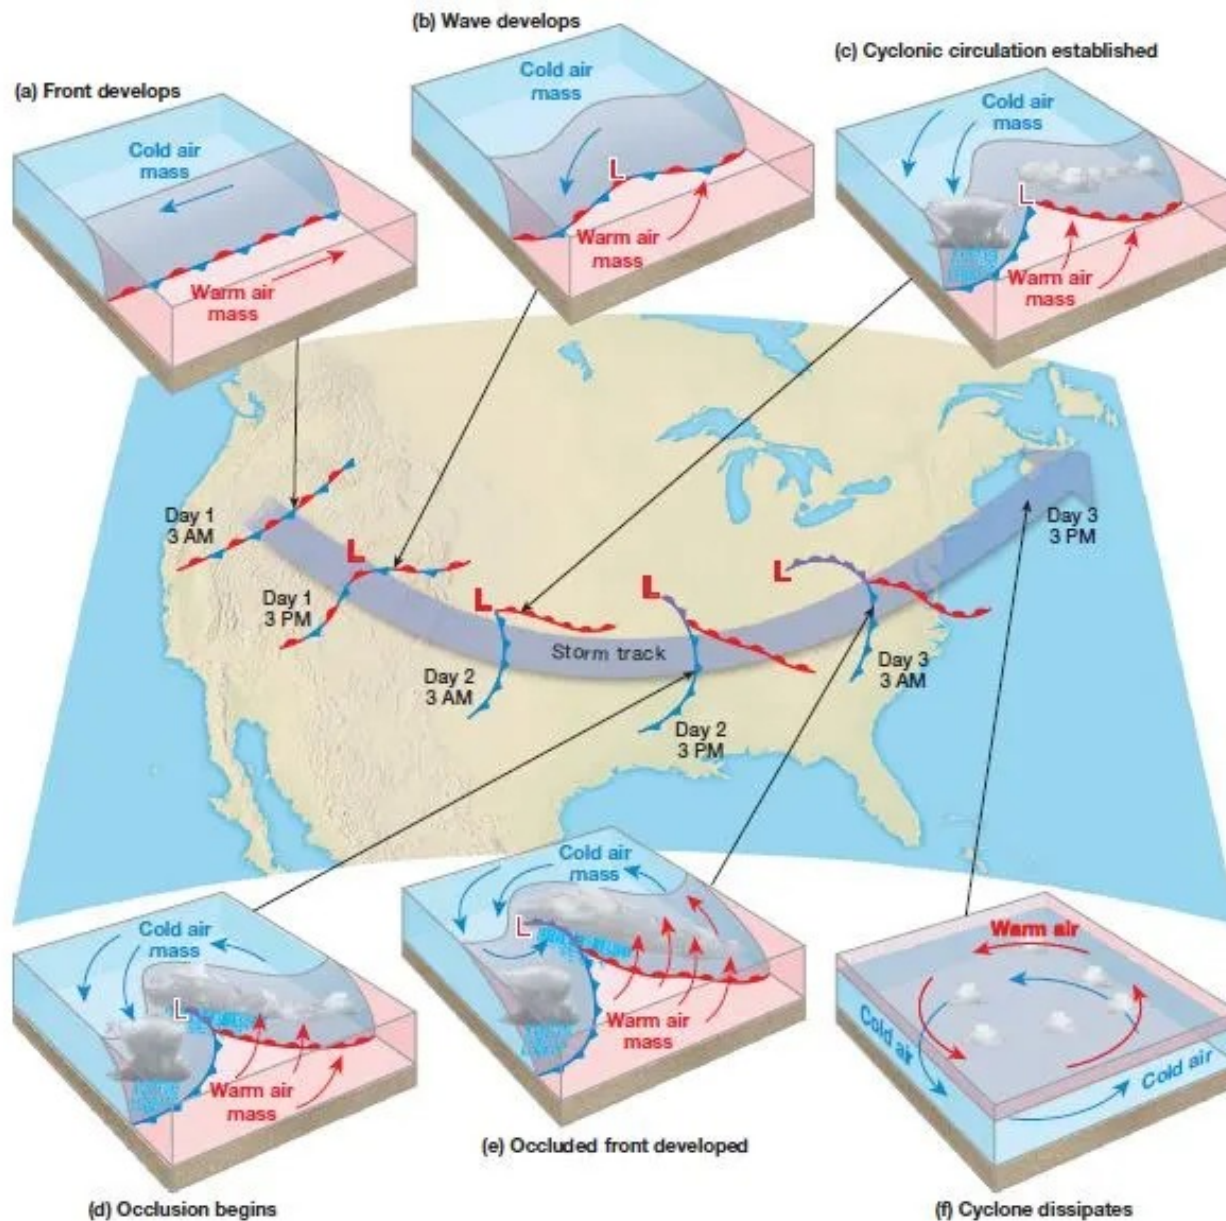 (b) Wave develops
(c) Cyclonic circulation established
(a) Front develops
Cold air
mass
Warm air
mass
Cold air
mass
L
Warm air
mass
Cold air
mass
L
Warm air
mass
Day 1
3 AM
L
Day 1
3 PM
L
Day 2
3 AM
Storm track
L
Day 2
3 PM
L
Day 3
3 AM
Day 3
3 PM
Cold air
mass
L
Warm air
mass
(d) Occlusion begins
Cold air
mass
L
Warm air
mass
(e) Occluded front developed
Warm air
Cold air
Cold air
(f) Cyclone dissipates